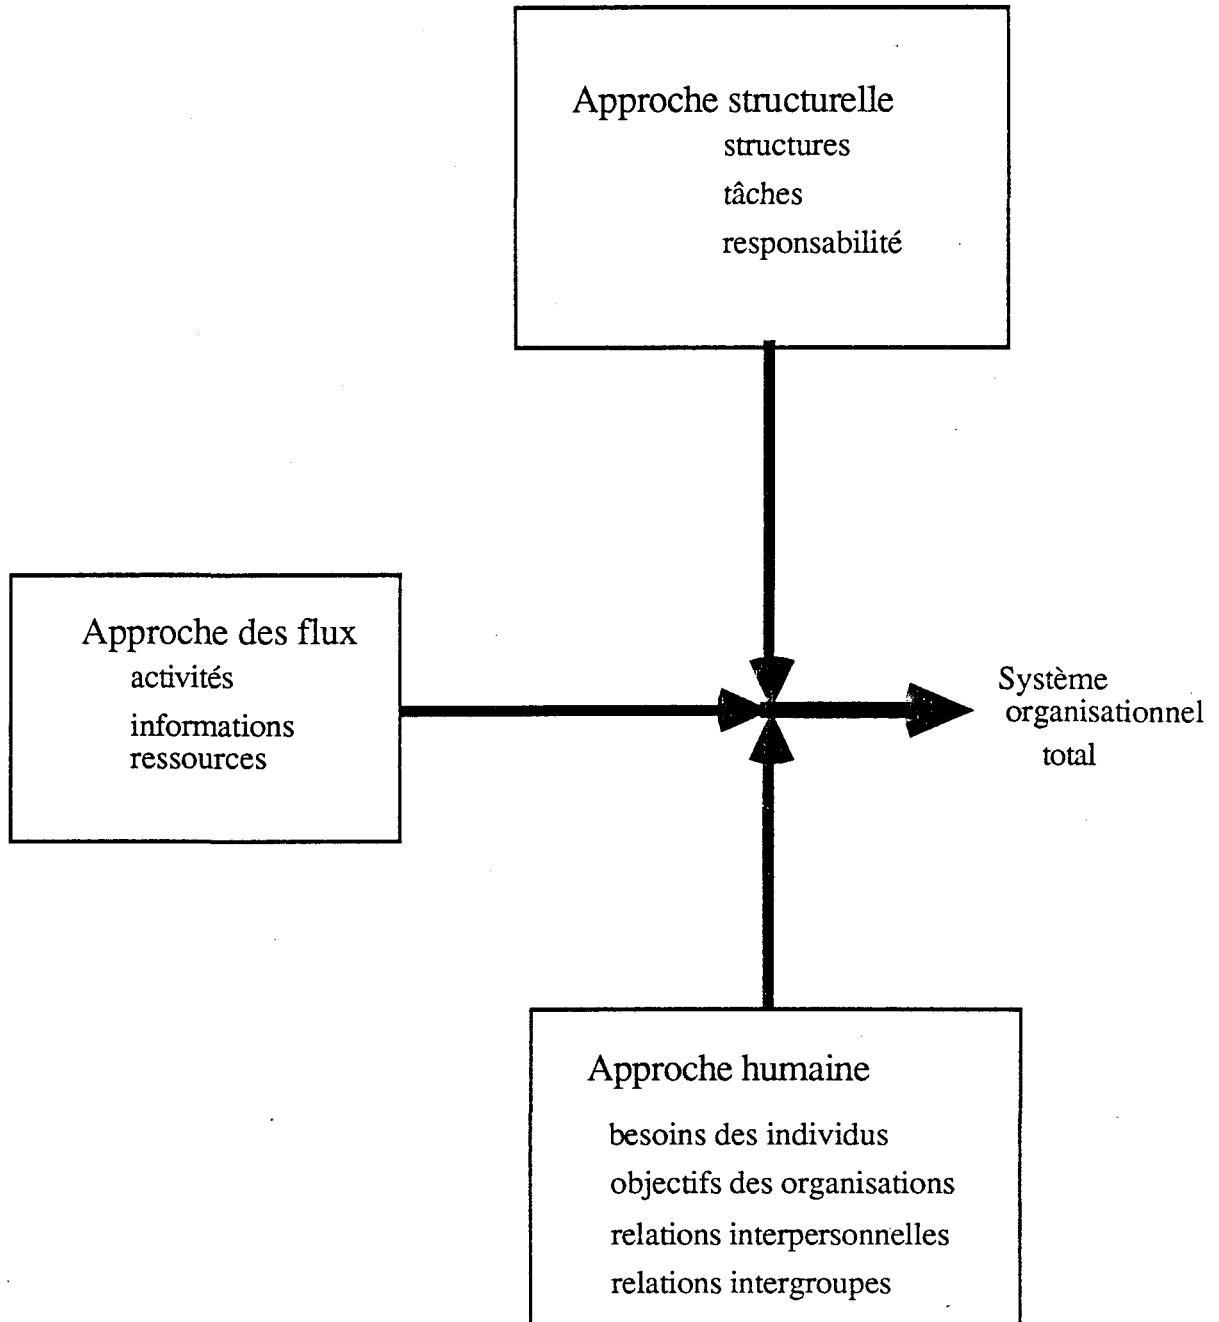 Approche structurelle
structures
tâches
responsabilité
Approche des flux
activités
informations
ressources
Système
organisationnel
total
Approche humaine
besoins des individus
objectifs des organisations
relations interpersonnelles
relations intergroupes